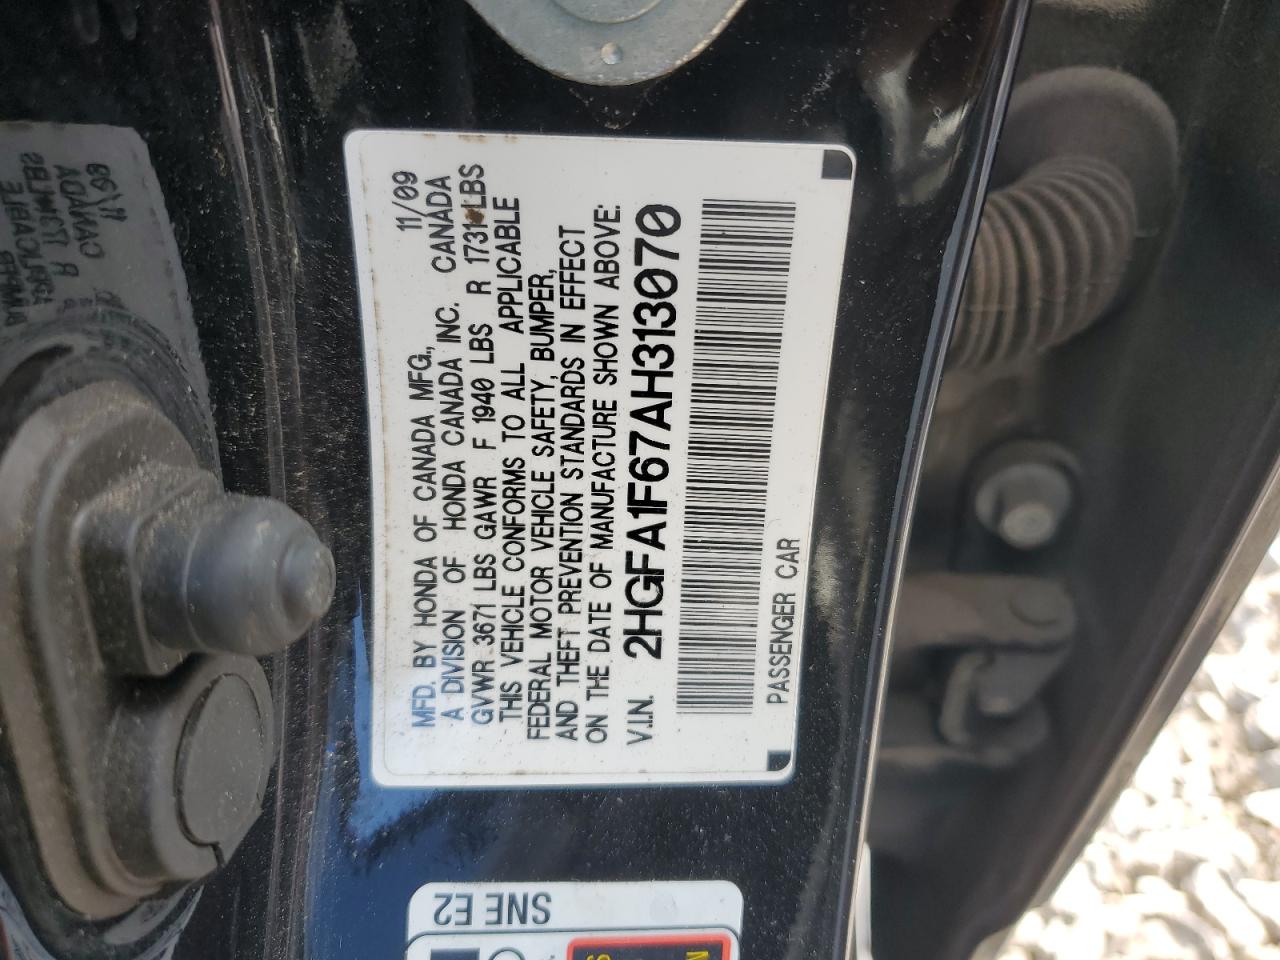 11/09
MFD. BY HONDA OF CANADA MFG.,
A DIVISION OF HONDA CANADA INC. CANADA
GVWR 3671 LBS GAWR F 1940 LBS R 1731 LBS
THIS VEHICLE CONFORMS TO ALL APPLICABLE
FEDERAL MOTOR VEHICLE SAFETY, BUMPER,
AND THEFT PREVENTION STANDARDS IN EFFECT
ON THE DATE OF MANUFACTURE SHOWN ABOVE:
V.I.N. 2HGFA1F67AH313070
PASSENGER CAR
SNE E2